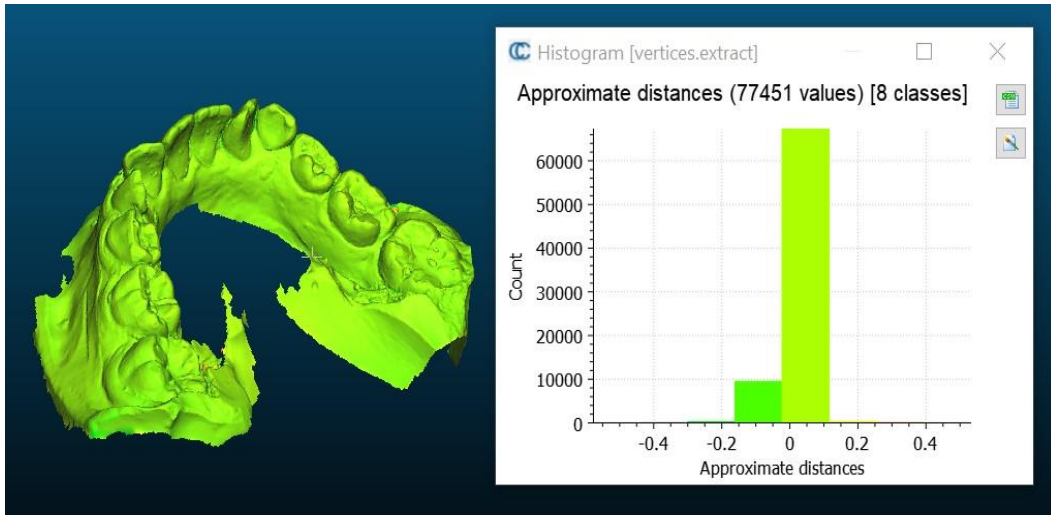 Histogram [vertices.extract]
Approximate distances (77451 values) [8 classes]
60000
50000
40000
30000
20000
10000
0
Count
-0.4 -0.2 0 0.2 0.4
Approximate distances